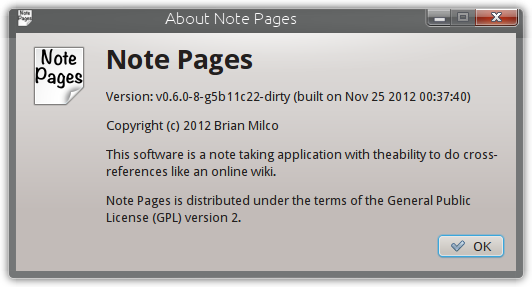 Note Pages
About Note Pages
Note
Pages
Note Pages
Version: v0.6.0-8-g5b11c22-dirty (built on Nov 25 2012 00:37:40)
Copyright (c) 2012 Brian Milco
This software is a note taking application with theability to do cross-
references like an online wiki.
Note Pages is distributed under the terms of the General Public
License (GPL) version 2.
OK